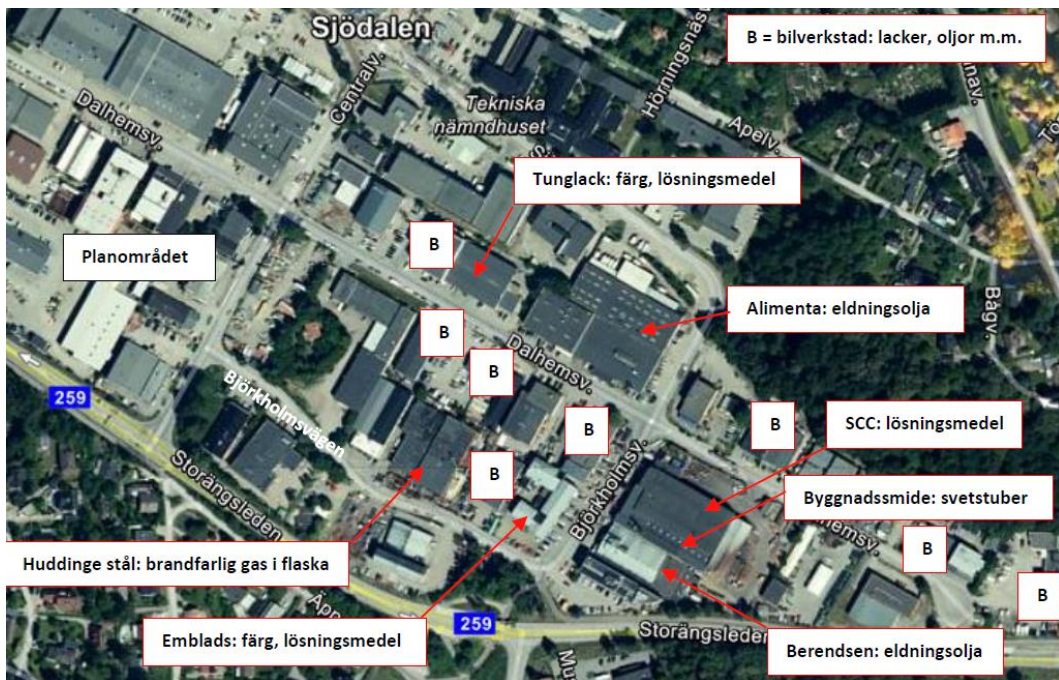 Sjödalen
B = bilverkstad: lacker, oljor m.m.
Hörningsnäsv.
Centralv.
Dalhemsv.
Tekniska
nämndhuset
Apelv.
Tunglack: färg, lösningsmedel
B
Planområdet
Alimenta: eldningsolja
Bågv.
B
Dalhemsv.
B
259
Björkholmsvägen
B
B
SCC: lösningsmedel
B
Björkholmsv.
Byggnadssmide: svetstuber
Storängsleden
B
Huddinge stål: brandfarlig gas i flaska
B
259
Emblads: färg, lösningsmedel
Storängsleden
Berendsen: eldningsolja